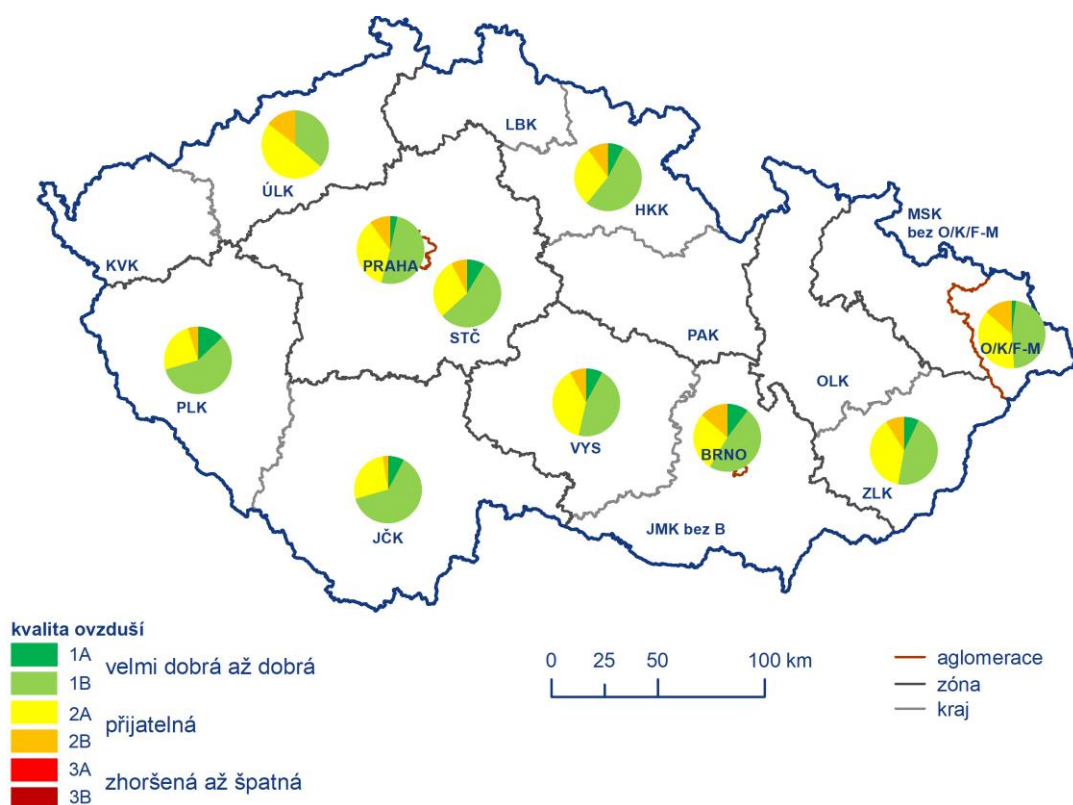 LBK
ÚLK
HKK
MSK
bez O/K/F-M
KVK
PRAHA
STČ
PAK
O/K/F-M
PLK
OLK
VYS
BRNO
ZLK
JČK
JMK bez B
kvalita ovzduší
1A
velmi dobrá až dobrá
1B
2A
přijatelná
2B
3A
zhoršená až špatná
3B
0 25 50 100 km
aglomerace
zóna
kraj